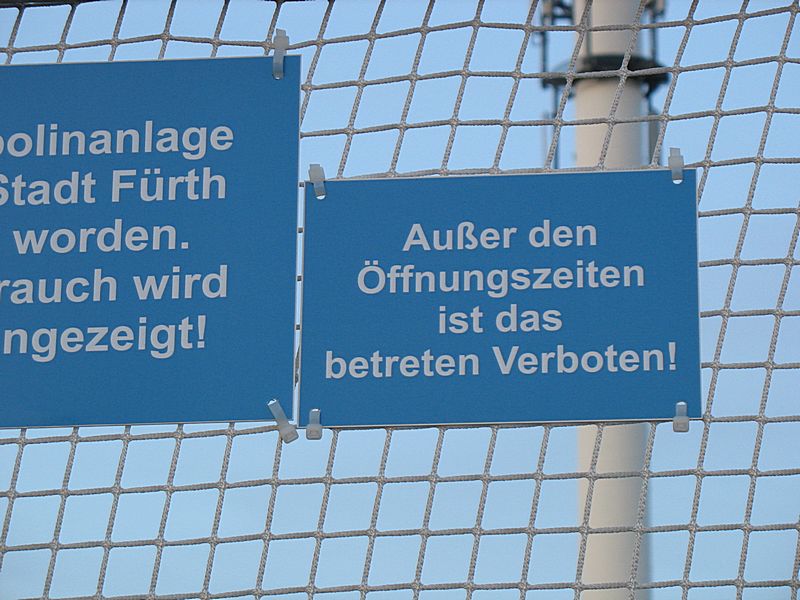 polinanlage
Stadt Fürth
worden.
rauch wird
ngezeigt!
Außer den
Öffnungszeiten
ist das
betreten Verboten!